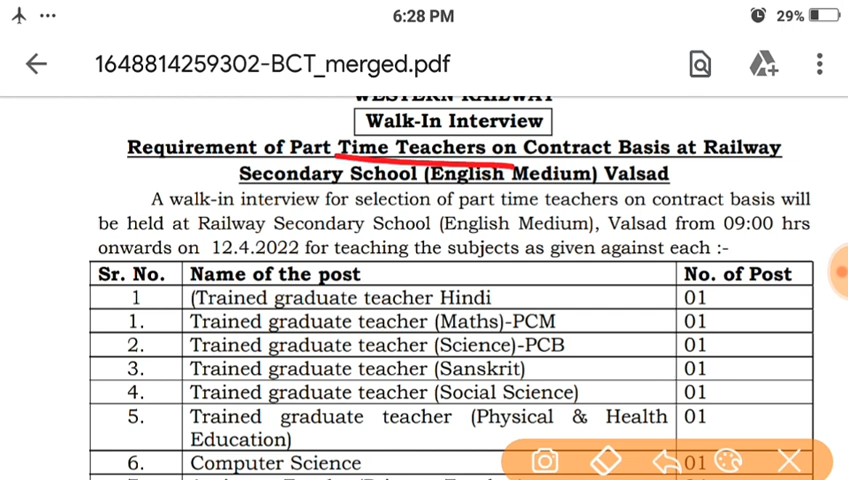 6:28 PM
29%
1648814259302-BCT_merged.pdf
WESTERN RAILWAY
Walk-In Interview
Requirement of Part Time Teachers on Contract Basis at Railway
Secondary School (English Medium) Valsad
A walk-in interview for selection of part time teachers on contract basis will
be held at Railway Secondary School (English Medium), Valsad from 09:00 hrs
onwards on 12.4.2022 for teaching the subjects as given against each :-
Sr. No. Name of the post No. of Post
1 (Trained graduate teacher Hindi 01
1. Trained graduate teacher (Maths)-PCM 01
2. Trained graduate teacher (Science)-PCB 01
3. Trained graduate teacher (Sanskrit) 01
4. Trained graduate teacher (Social Science) 01
5. Trained graduate teacher (Physical & Health 01
Education)
6. Computer Science 01